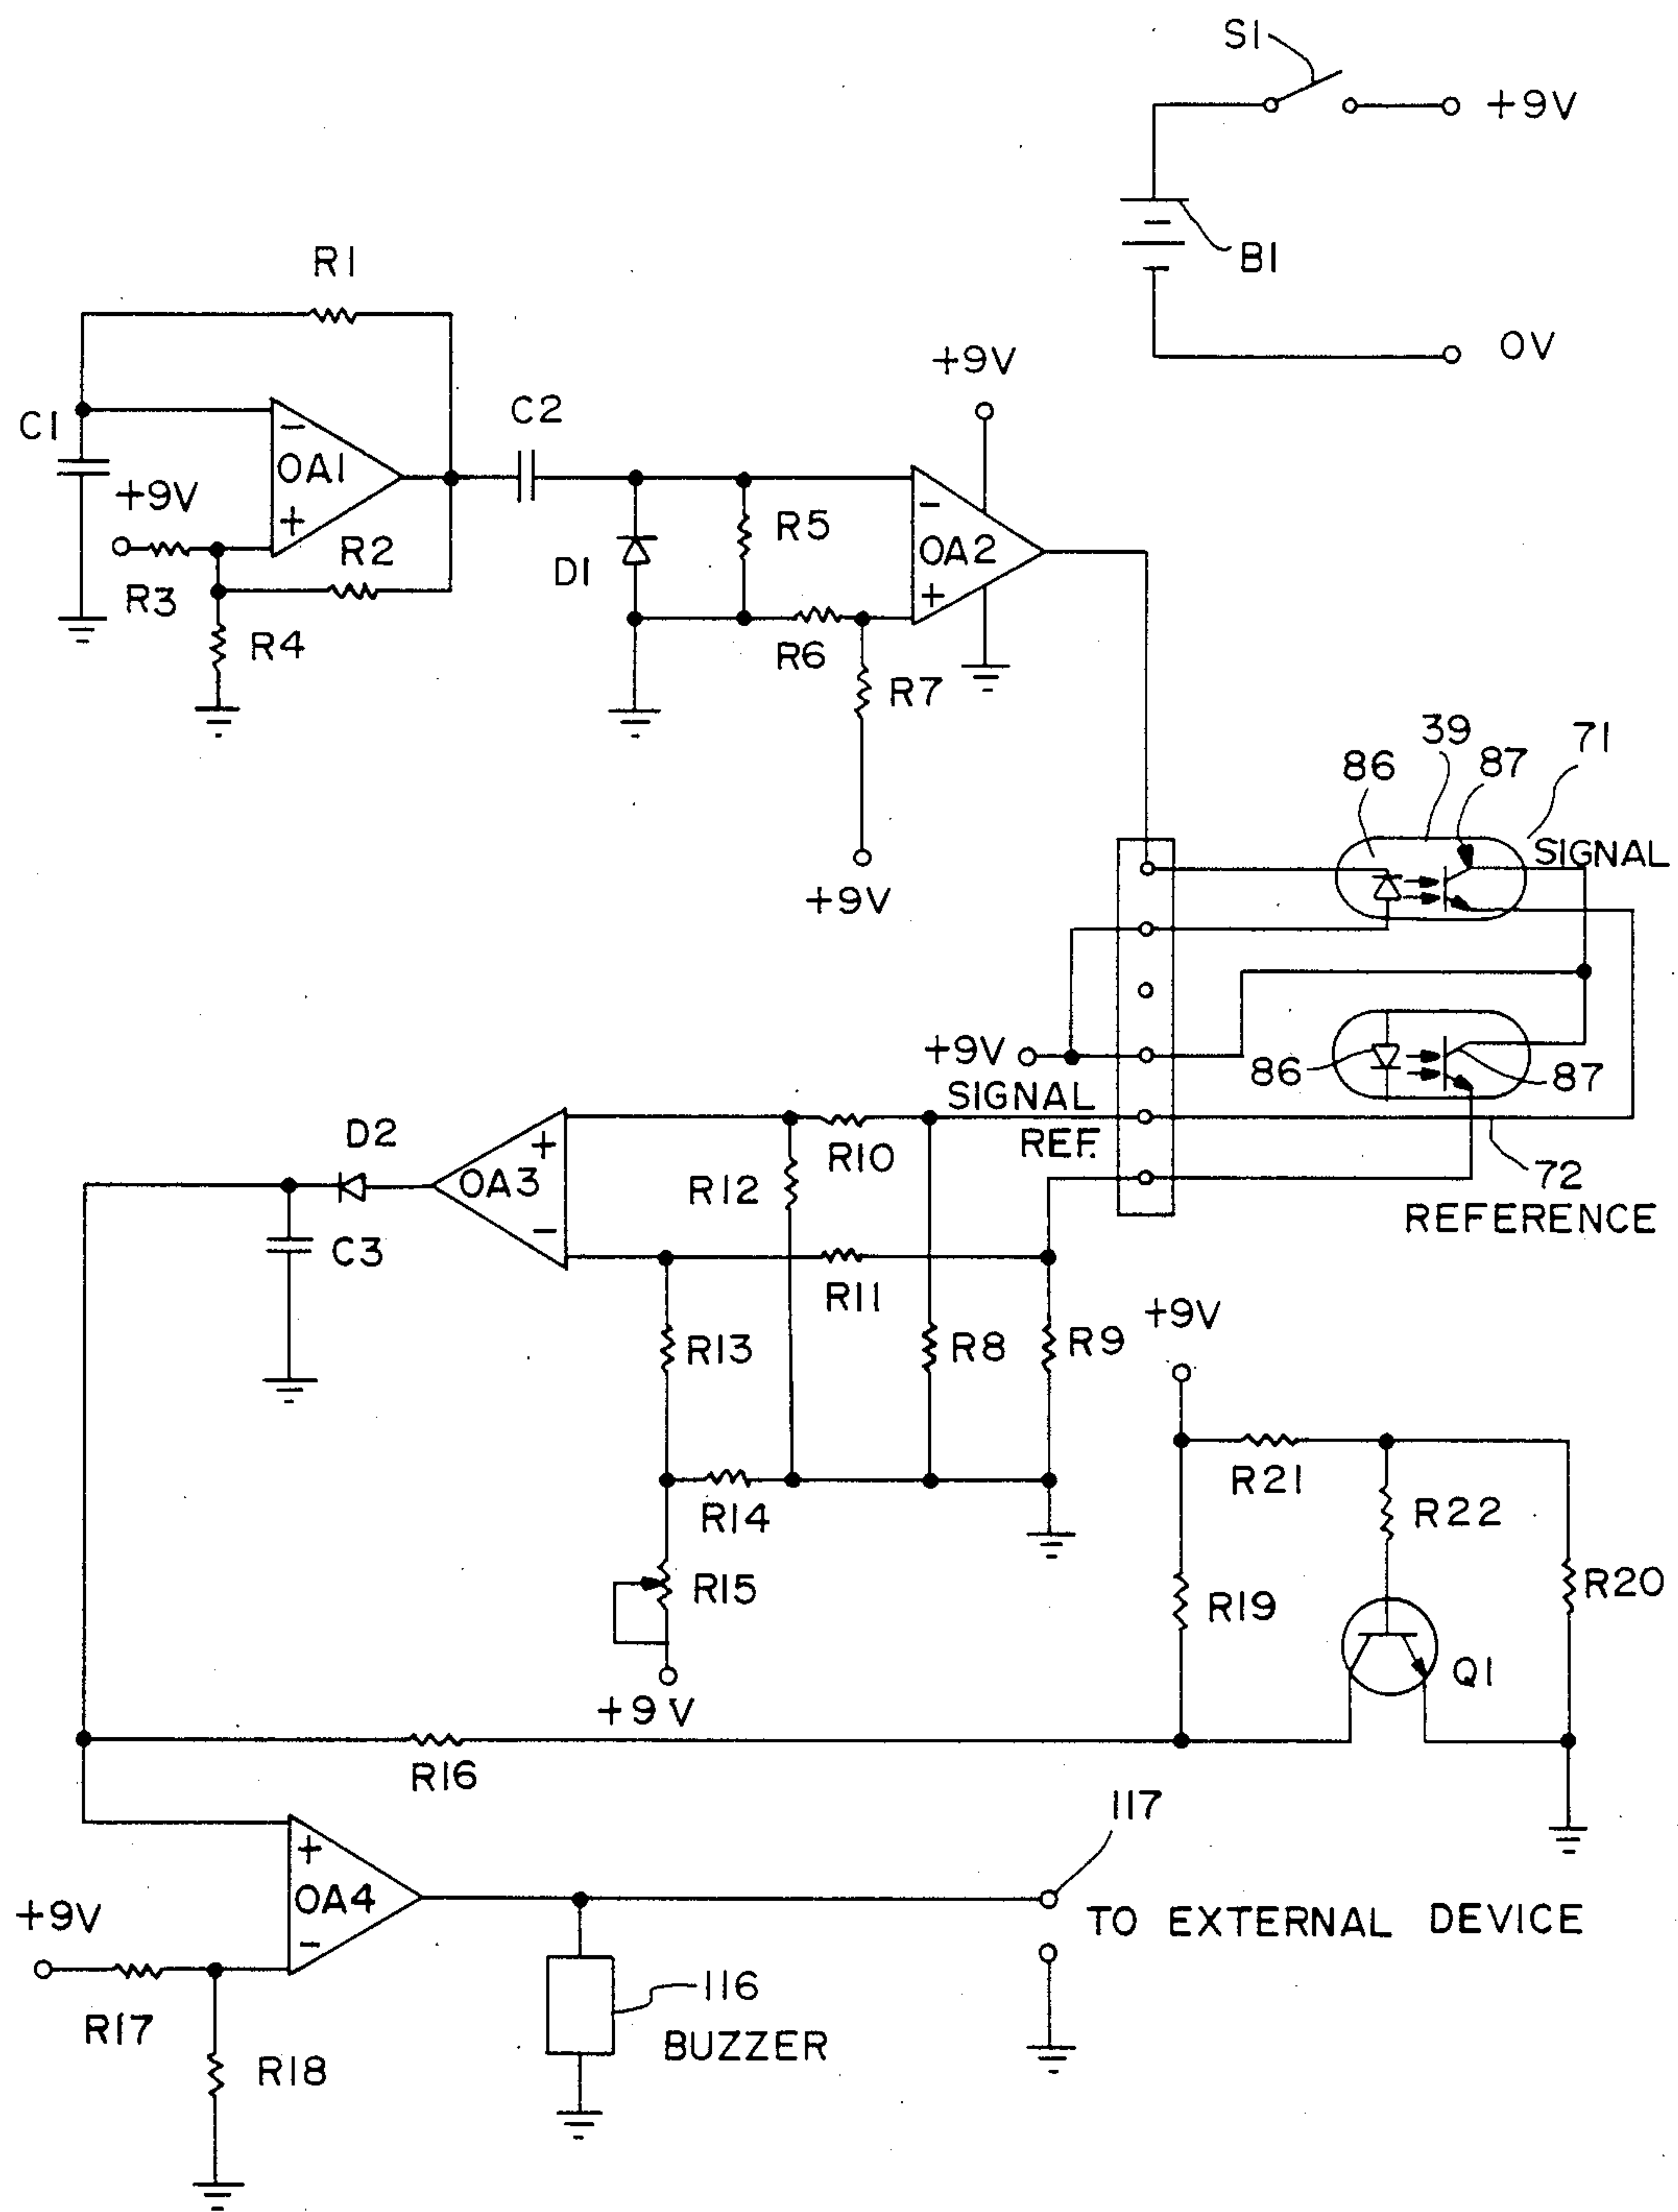 S1
+9V
B1
0V
R1
C1
OA1
−
+
+9V
R3
R2
R4
C2
D1
R5
R6
R7
+9V
+9V
OA2
−
+
39
71
86
87
SIGNAL
+9V
SIGNAL
REF.
86
87
72
REFERENCE
D2
OA3
+
−
C3
R12
R10
R11
R13
R8
R9
R14
R15
+9V
+9V
R21
R22
R19
R20
Q1
R16
117
OA4
+
−
+9V
TO EXTERNAL DEVICE
R17
R18
116
BUZZER